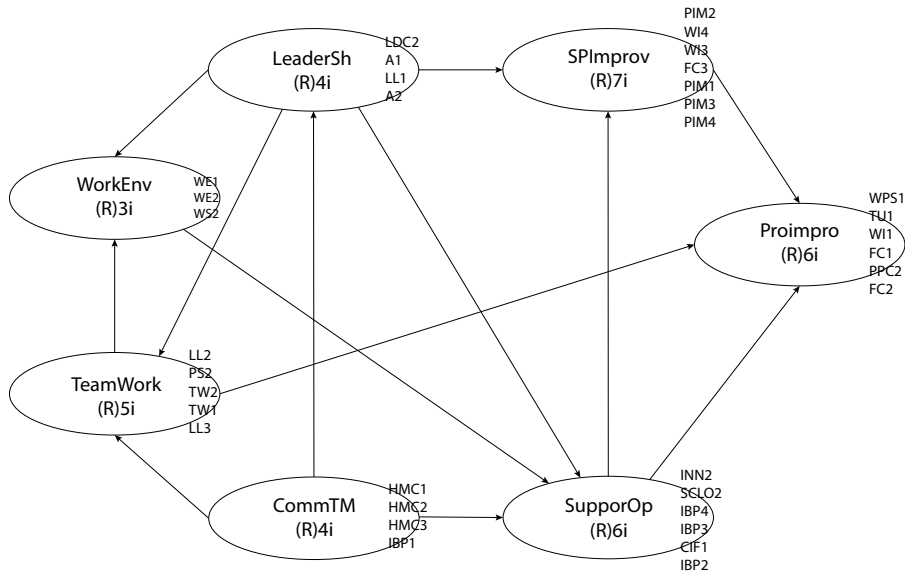 LeaderSh
(R)4i
LDC2
A1
LL1
A2
SPImprov
(R)7i
PIM2
WI4
WI3
FC3
PIM1
PIM3
PIM4
WorkEnv
(R)3i
WE1
WE2
WS2
Proimpro
(R)6i
WPS1
TU1
WI1
FC1
PPC2
FC2
TeamWork
(R)5i
LL2
PS2
TW2
TW1
LL3
CommTM
(R)4i
HMC1
HMC2
HMC3
IBP1
SupporOp
(R)6i
INN2
SCLO2
IBP4
IBP3
CIF1
IBP2